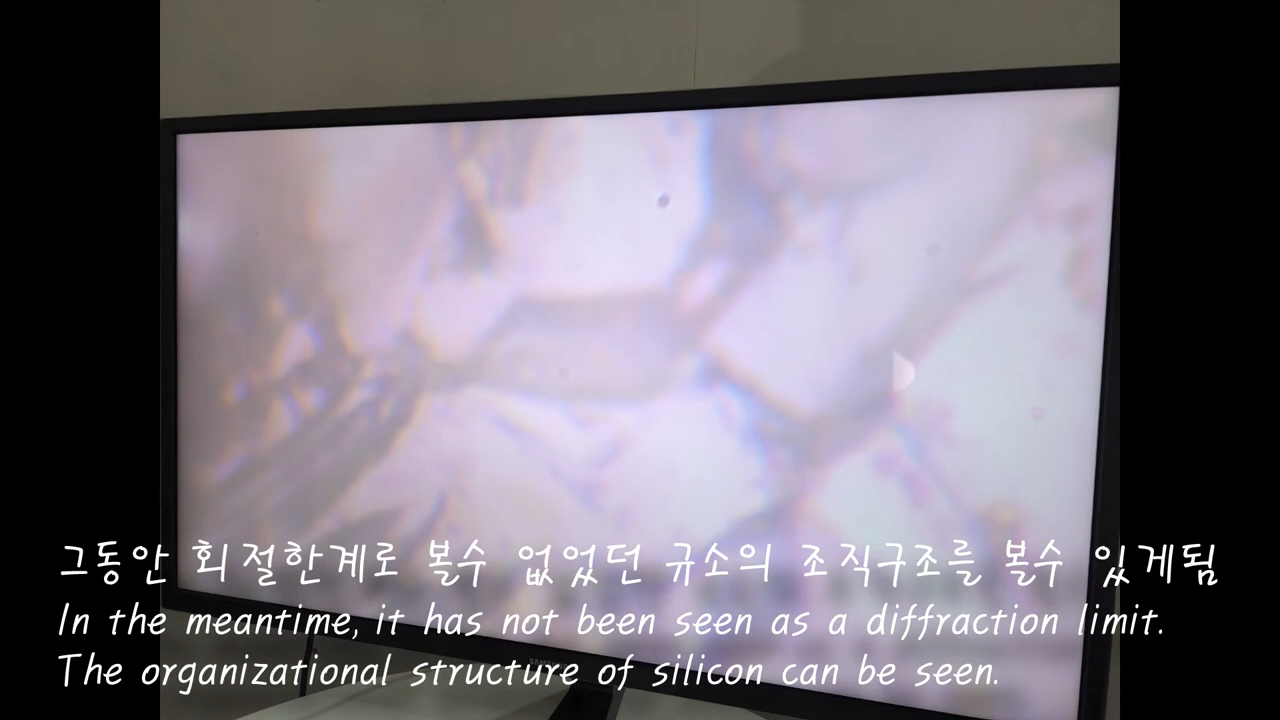 그동안 회절한계로 볼수 없었던 규소의 조직구조를 볼수 있게됨
In the meantime, it has not been seen as a diffraction limit.
The organizational structure of silicon can be seen.